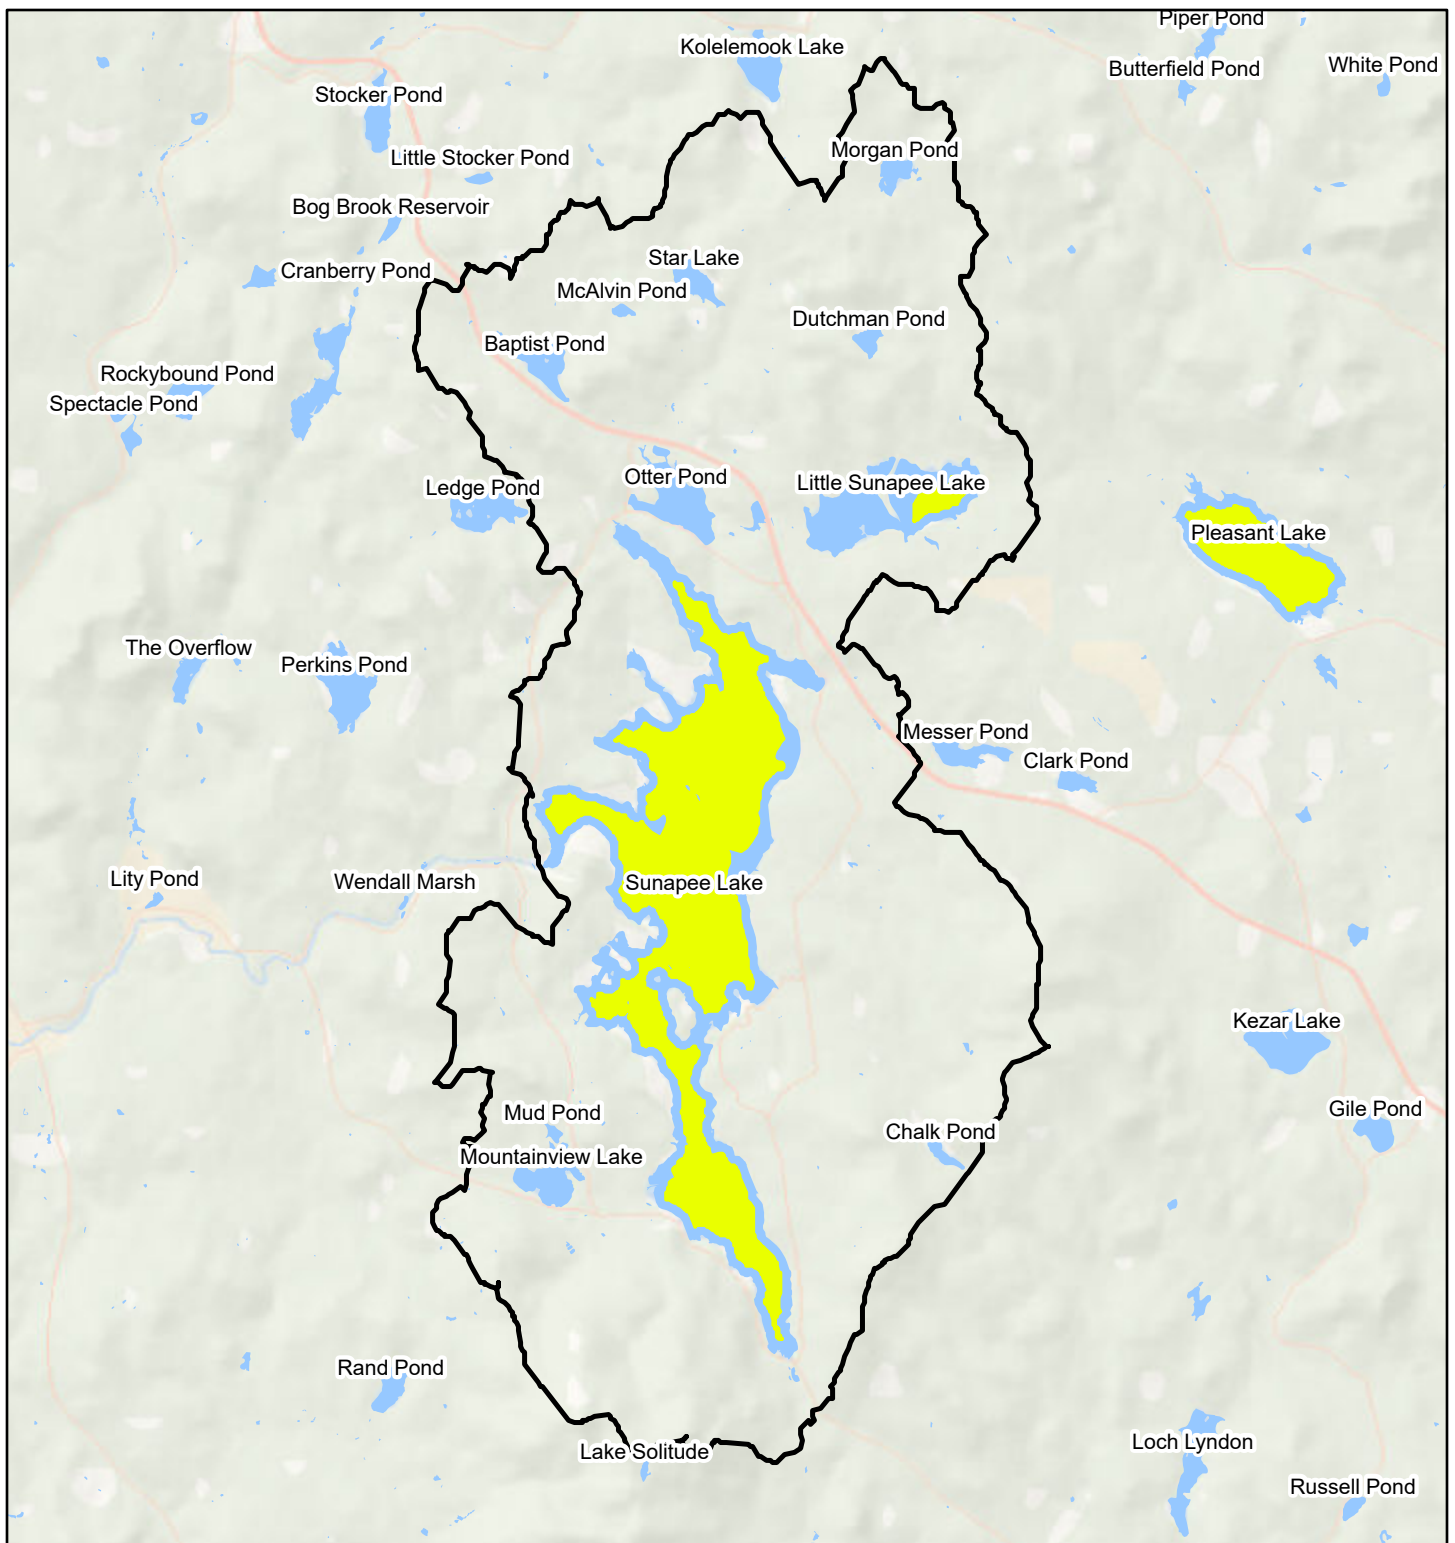 Piper Pond
Kolelemook Lake
Butterfield Pond
White Pond
Stocker Pond
Little Stocker Pond
Morgan Pond
Bog Brook Reservoir
Star Lake
Cranberry Pond
McAlvin Pond
Dutchman Pond
Baptist Pond
Rockybound Pond
Spectacle Pond
Otter Pond
Little Sunapee Lake
Ledge Pond
Pleasant Lake
The Overflow
Perkins Pond
Messer Pond
Clark Pond
Lity Pond
Wendall Marsh
Sunapee Lake
Kezar Lake
Mud Pond
Gile Pond
Chalk Pond
Mountainview Lake
Rand Pond
Lake Solitude
Loch Lyndon
Russell Pond